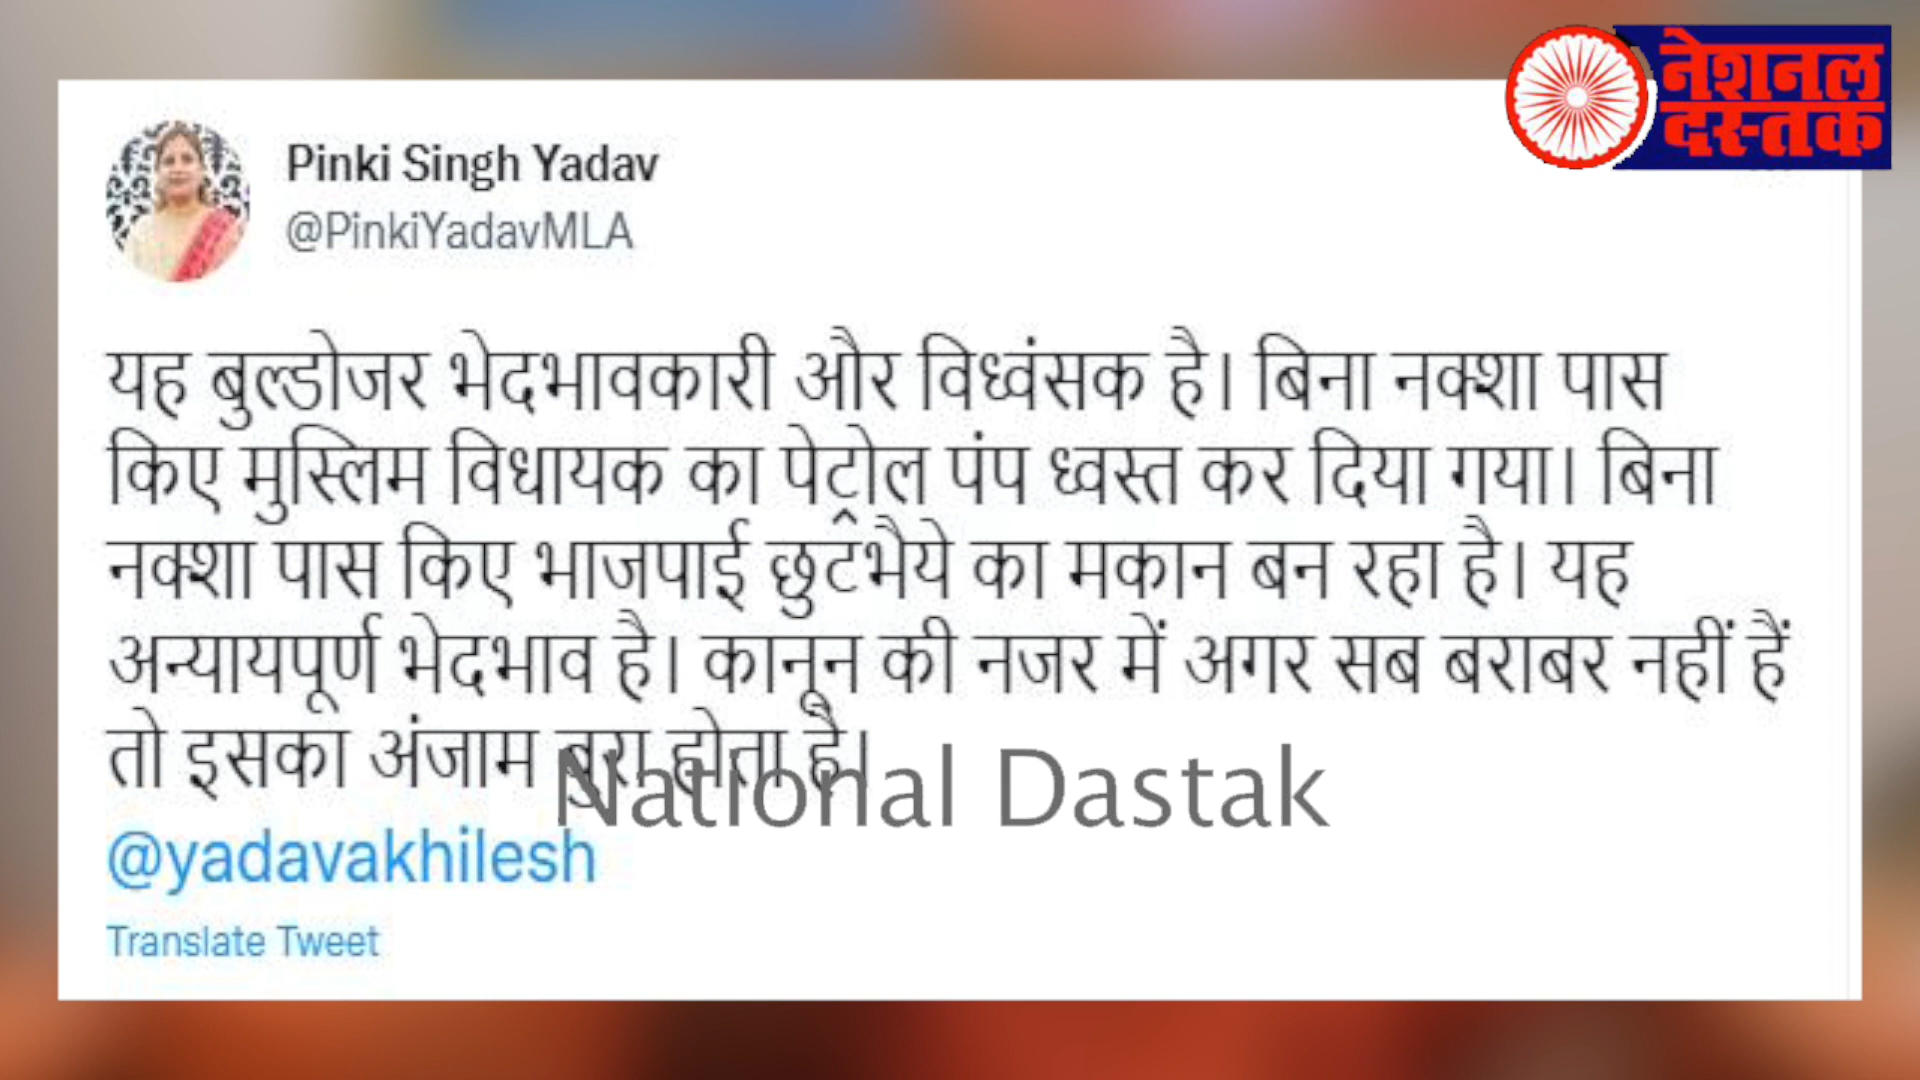 नेशनल
दस्तक
Pinki Singh Yadav
@PinkiYadavMLA
यह बुल्डोजर भेदभावकारी और विध्वंसक है। बिना नक्शा पास
किए मुस्लिम विधायक का पेट्रोल पंप ध्वस्त कर दिया गया। बिना
नक्शा पास किए भाजपाई छुटभैये का मकान बन रहा है। यह
अन्यायपूर्ण भेदभाव है। कानून की नजर में अगर सब बराबर नहीं हैं
तो इसका अंजाम बुरा होता है।
National Dastak
@yadavakhilesh
Translate Tweet